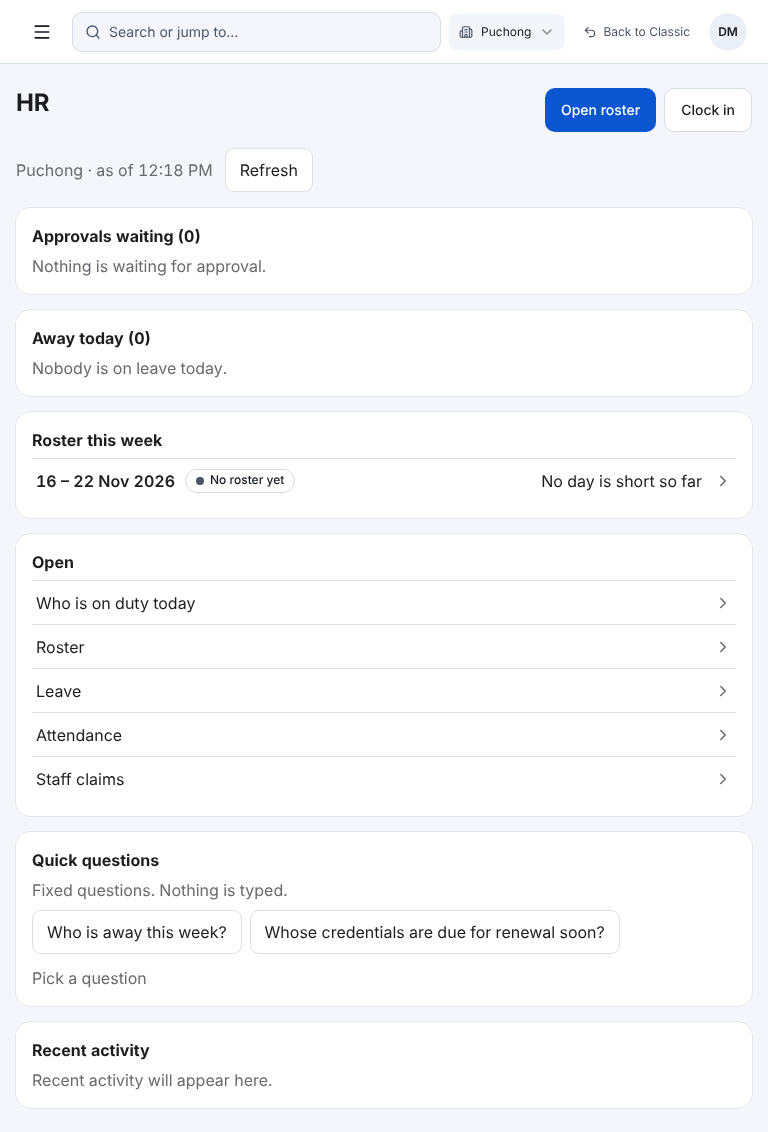 Search or jump to...
Puchong
Back to Classic
DM
HR
Open roster
Clock in
Puchong · as of 12:18 PM
Refresh
Approvals waiting (0)
Nothing is waiting for approval.
Away today (0)
Nobody is on leave today.
Roster this week
16 – 22 Nov 2026
No roster yet
No day is short so far
Open
Who is on duty today
Roster
Leave
Attendance
Staff claims
Quick questions
Fixed questions. Nothing is typed.
Who is away this week?
Whose credentials are due for renewal soon?
Pick a question
Recent activity
Recent activity will appear here.